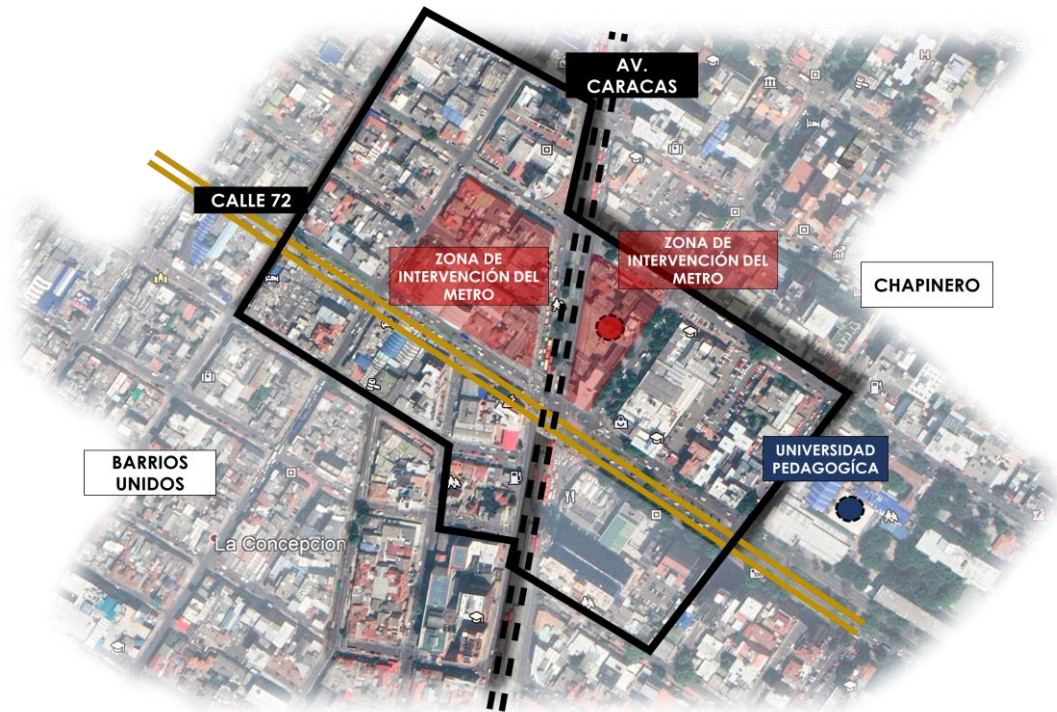 AV.
CARACAS
CALLE 72
ZONA DE
INTERVENCIÓN DEL
METRO
ZONA DE
INTERVENCIÓN DEL
METRO
CHAPINERO
BARRIOS
UNIDOS
UNIVERSIDAD
PEDAGOGÍCA
La Concepcion